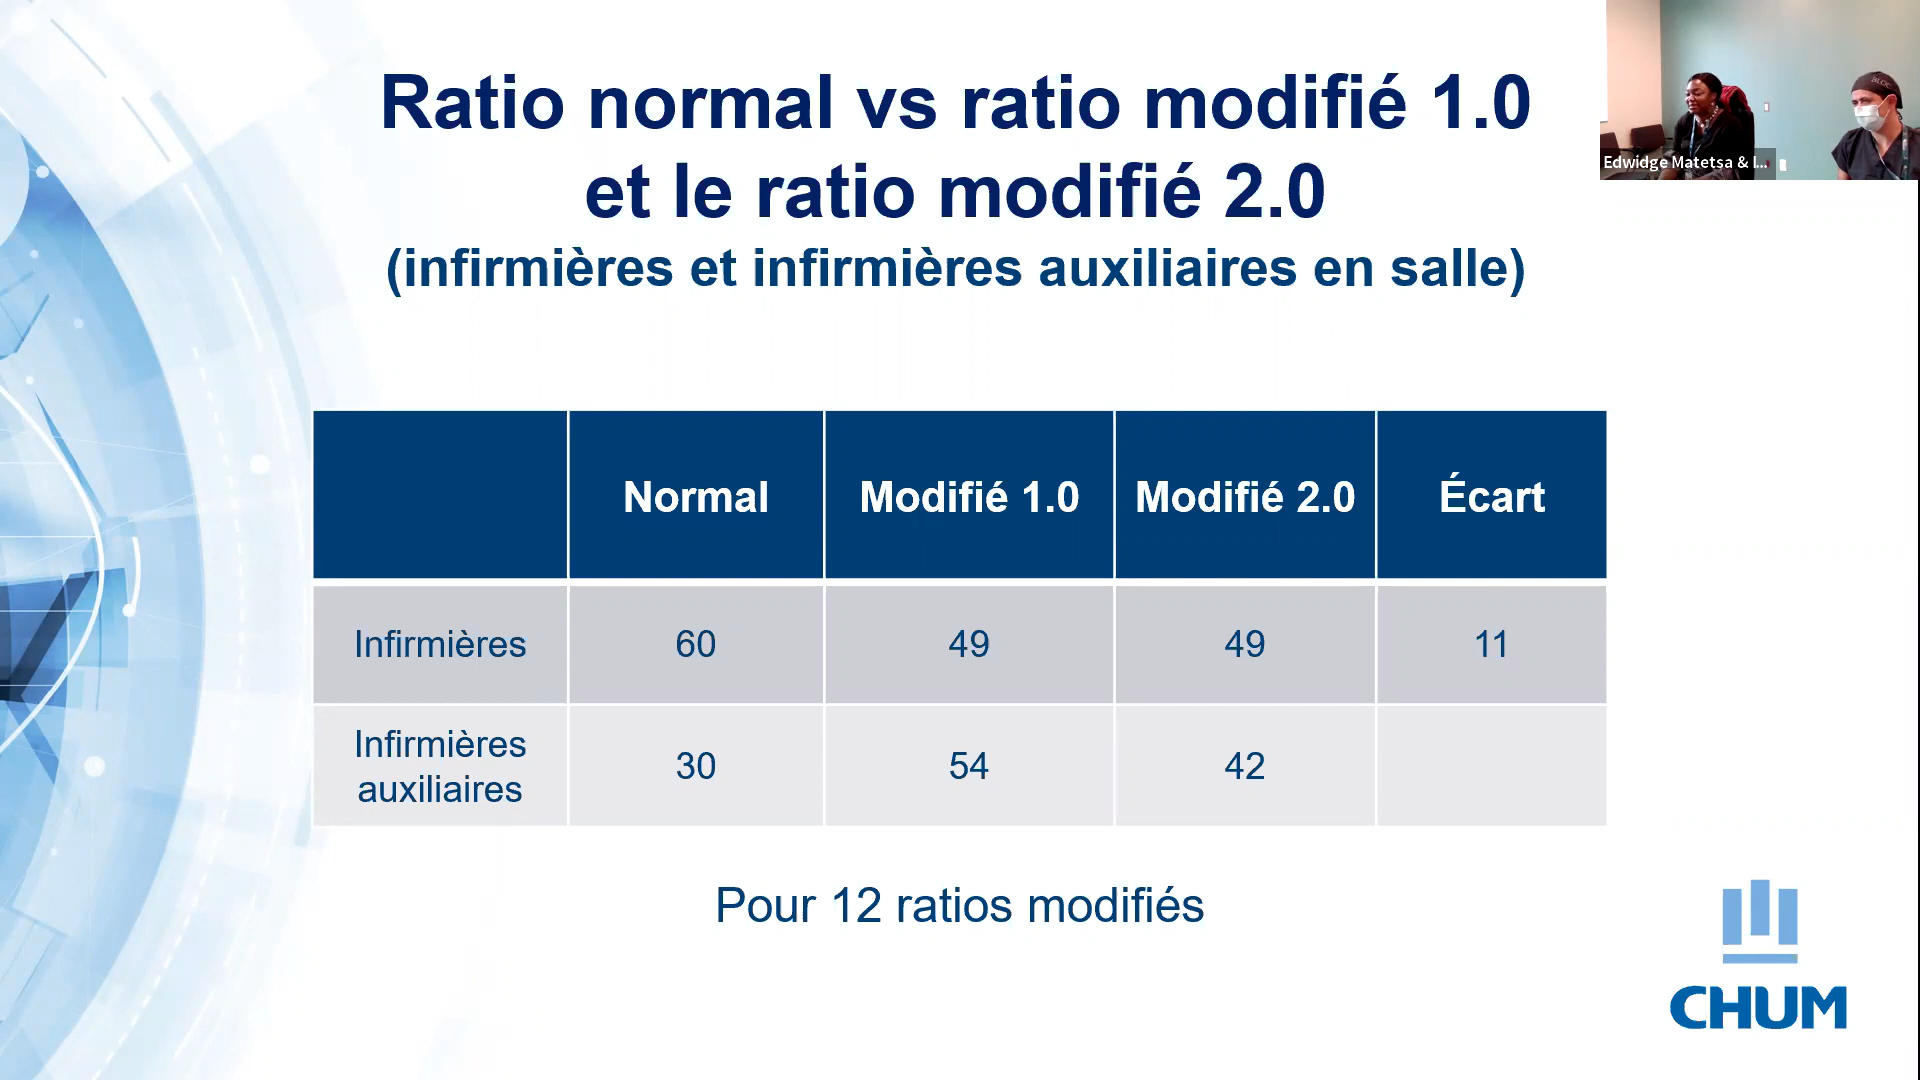 Ratio normal vs ratio modifié 1.0
et le ratio modifié 2.0
(infirmières et infirmières auxiliaires en salle)
Edwidge Matetsa & I...
Normal Modifié 1.0 Modifié 2.0 Écart
Infirmières 60 49 49 11
Infirmières
auxiliaires 30 54 42
Pour 12 ratios modifiés
CHUM